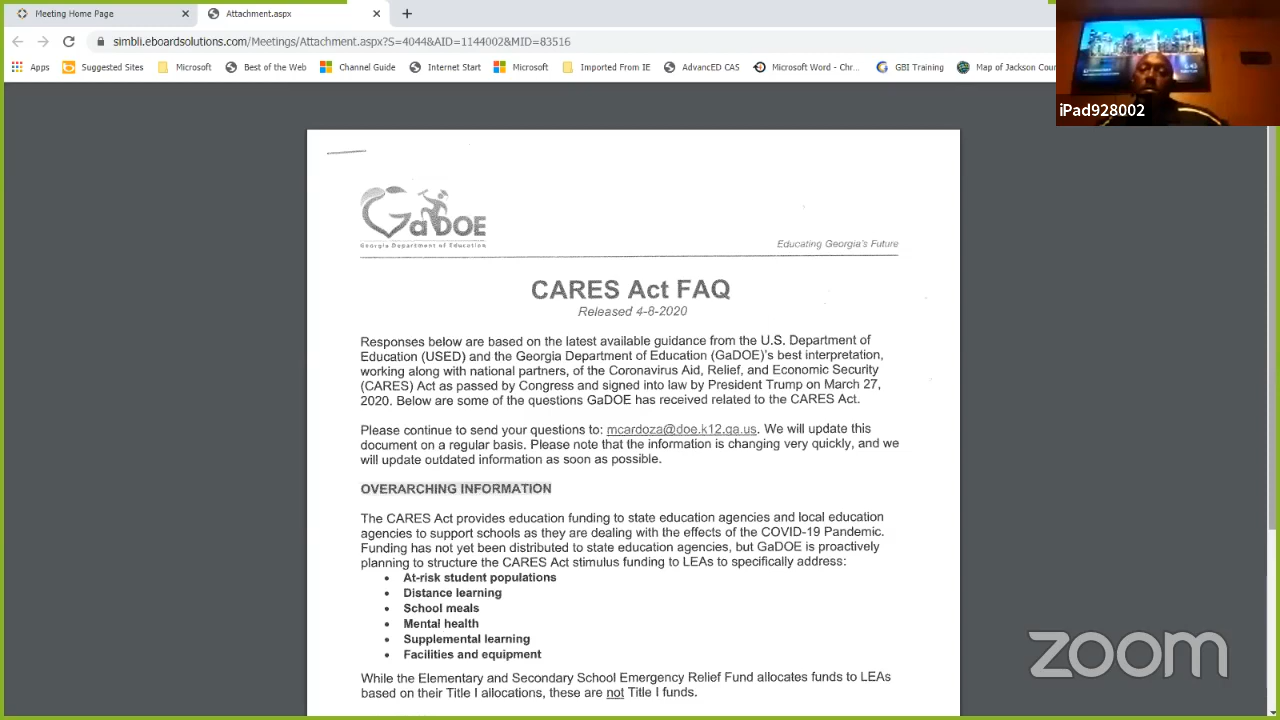 Meeting Home Page
Attachment.aspx
simbli.eboardsolutions.com/Meetings/Attachment.aspx?S=4044&AID=1144002&MID=83516
Apps Suggested Sites Microsoft Best of the Web Channel Guide Internet Start Microsoft Imported From IE AdvancED CAS Microsoft Word - Chr... GBI Training Map of Jackson Coun
iPad928002
GaDOE
Georgia Department of Education
Educating Georgia's Future
CARES Act FAQ
Released 4-8-2020
Responses below are based on the latest available guidance from the U.S. Department of
Education (USED) and the Georgia Department of Education (GaDOE)'s best interpretation,
working along with national partners, of the Coronavirus Aid, Relief, and Economic Security
(CARES) Act as passed by Congress and signed into law by President Trump on March 27,
2020. Below are some of the questions GaDOE has received related to the CARES Act.
Please continue to send your questions to: mcardoza@doe.k12.ga.us. We will update this
document on a regular basis. Please note that the information is changing very quickly, and we
will update outdated information as soon as possible.
OVERARCHING INFORMATION
The CARES Act provides education funding to state education agencies and local education
agencies to support schools as they are dealing with the effects of the COVID-19 Pandemic.
Funding has not yet been distributed to state education agencies, but GaDOE is proactively
planning to structure the CARES Act stimulus funding to LEAs to specifically address:
• At-risk student populations
• Distance learning
• School meals
• Mental health
• Supplemental learning
• Facilities and equipment
While the Elementary and Secondary School Emergency Relief Fund allocates funds to LEAs
based on their Title I allocations, these are not Title I funds.
zoom